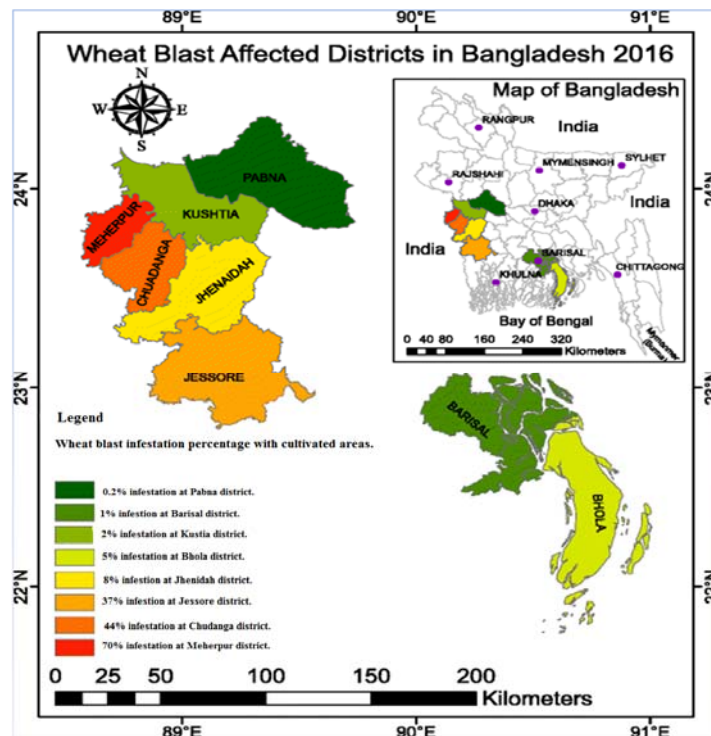 89°E 90.0°E 91°E
Wheat Blast Affected Districts in Bangladesh 2016
N
W E
S
Map of Bangladesh
RANGPUR
India
MYMENSINGH
SYLHET
RAJSHAHI
DHAKA
India
India
BARISAL
KHULNA
CHITTAGONG
Bay of Bengal
0 40 80 160 240 320
Kilometers
24°N 24°N
PABNA
KUSHTIA
MEHERPUR
CHUADANGA
JHENAIDAH
JESSORE
23°N 23°N
BARISAL
BHOLA
Legend
Wheat blast infestation percentage with cultivated areas.
0.2% infestation at Pabna district.
1% infestion at Barisal district.
2% infestation at Kustia district.
5% infestation at Bhola district.
8% infestion at Jhenidah district.
37% infestion at Jessore district.
44% infestation at Chudanga district.
70% infestation at Meherpur district.
22°N 22°N
0 25 50 100 150 200
Kilometers
89°E 90.0°E 91°E